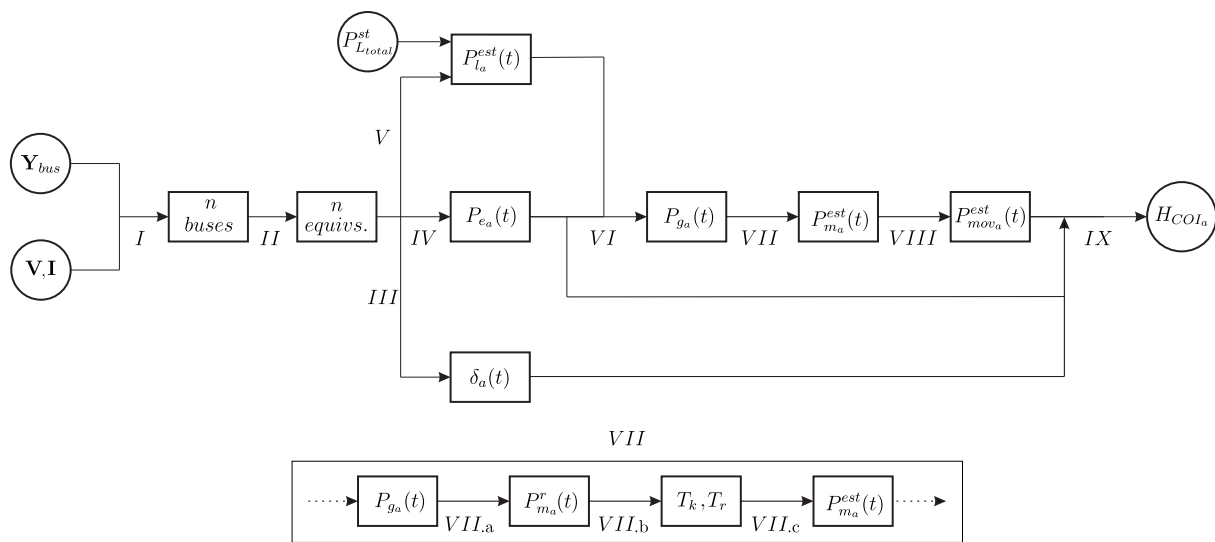 P^{st}_{L_{total}}
P^{est}_{l_a}(t)
V
Y_{bus}
n buses
n equivs.
P_{e_a}(t)
P_{g_a}(t)
P^{est}_{m_a}(t)
P^{est}_{mov_a}(t)
H_{COI_a}
I
II
IV
VI
VII
VIII
IX
V,I
III
δ_a(t)
VII
P_{g_a}(t)
P^r_{m_a}(t)
T_k,T_r
P^{est}_{m_a}(t)
VII.a
VII.b
VII.c